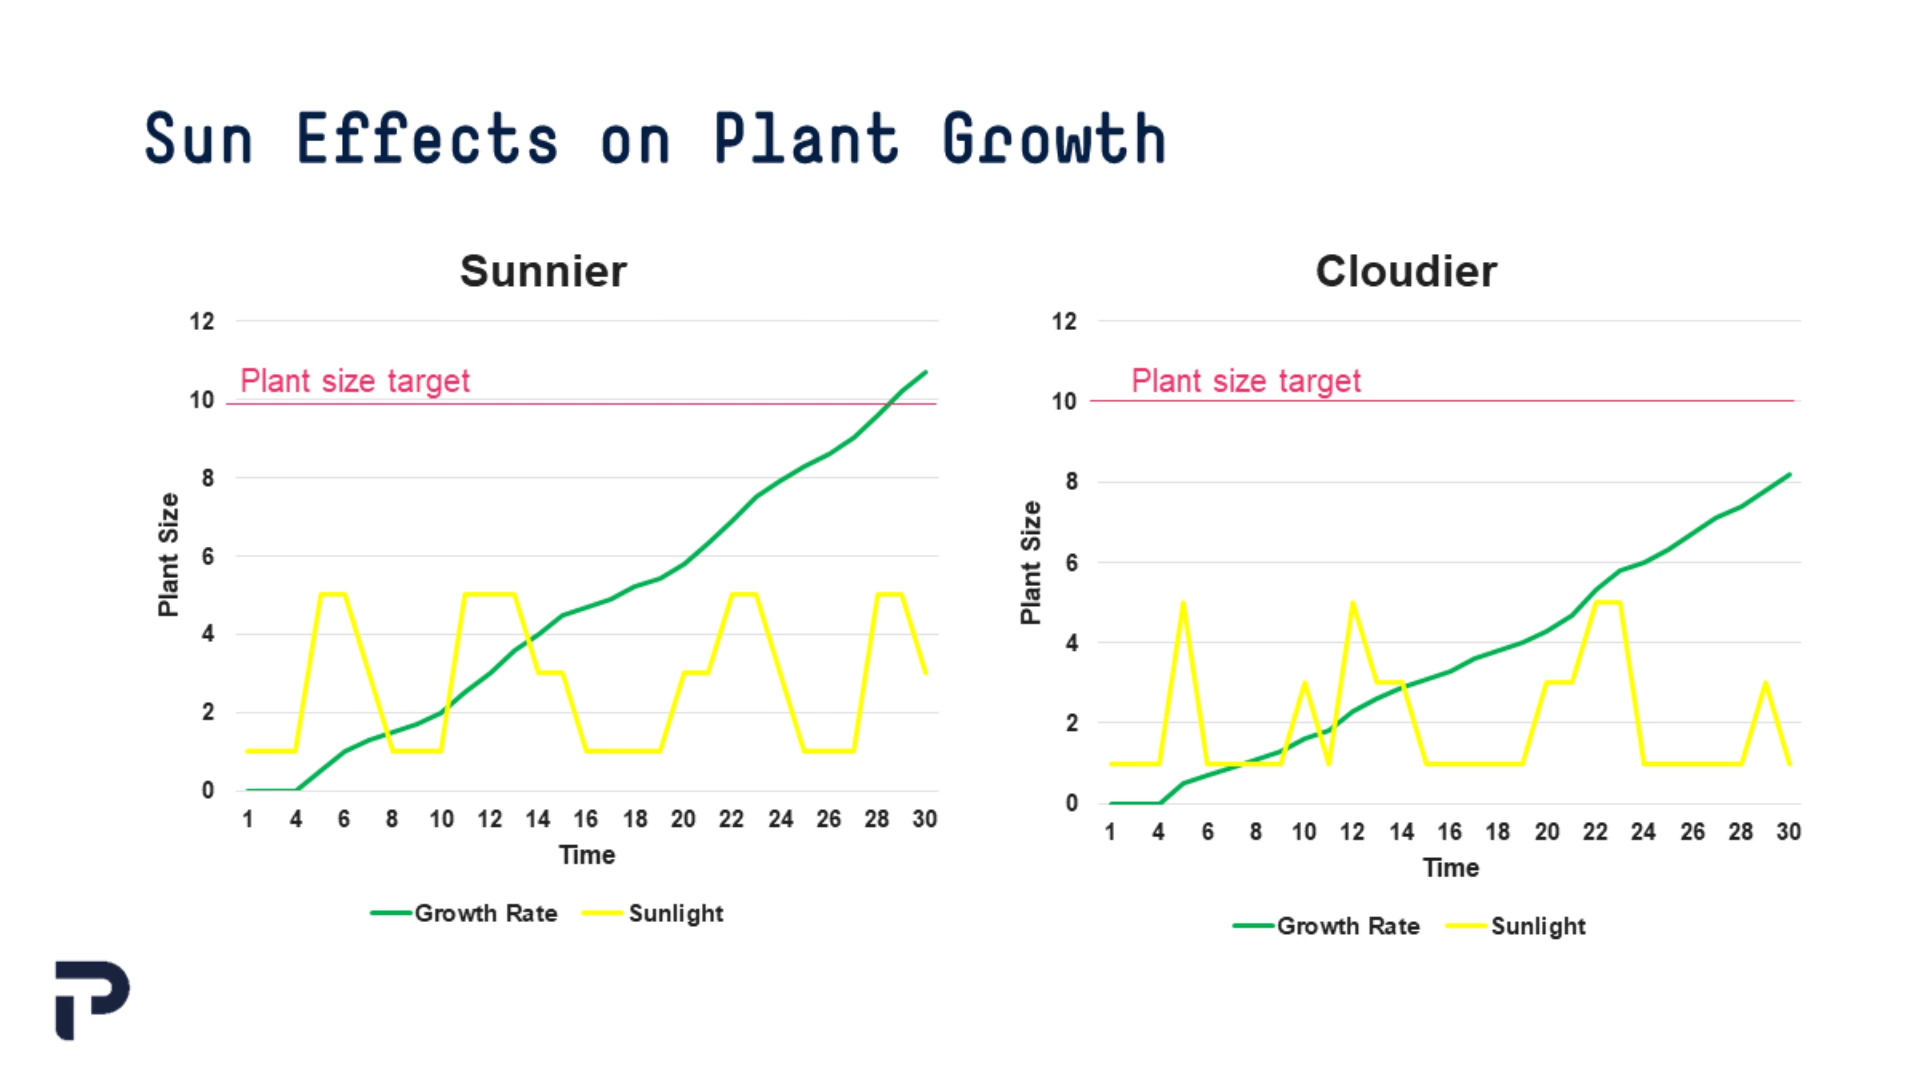 Sun Effects on Plant Growth
Sunnier
12
Plant size target
10
8
6
4
2
0
Plant Size
1 4 6 8 10 12 14 16 18 20 22 24 26 28 30
Time
Growth Rate Sunlight
Cloudier
12
Plant size target
10
8
6
4
2
0
Plant Size
1 4 6 8 10 12 14 16 18 20 22 24 26 28 30
Time
Growth Rate Sunlight